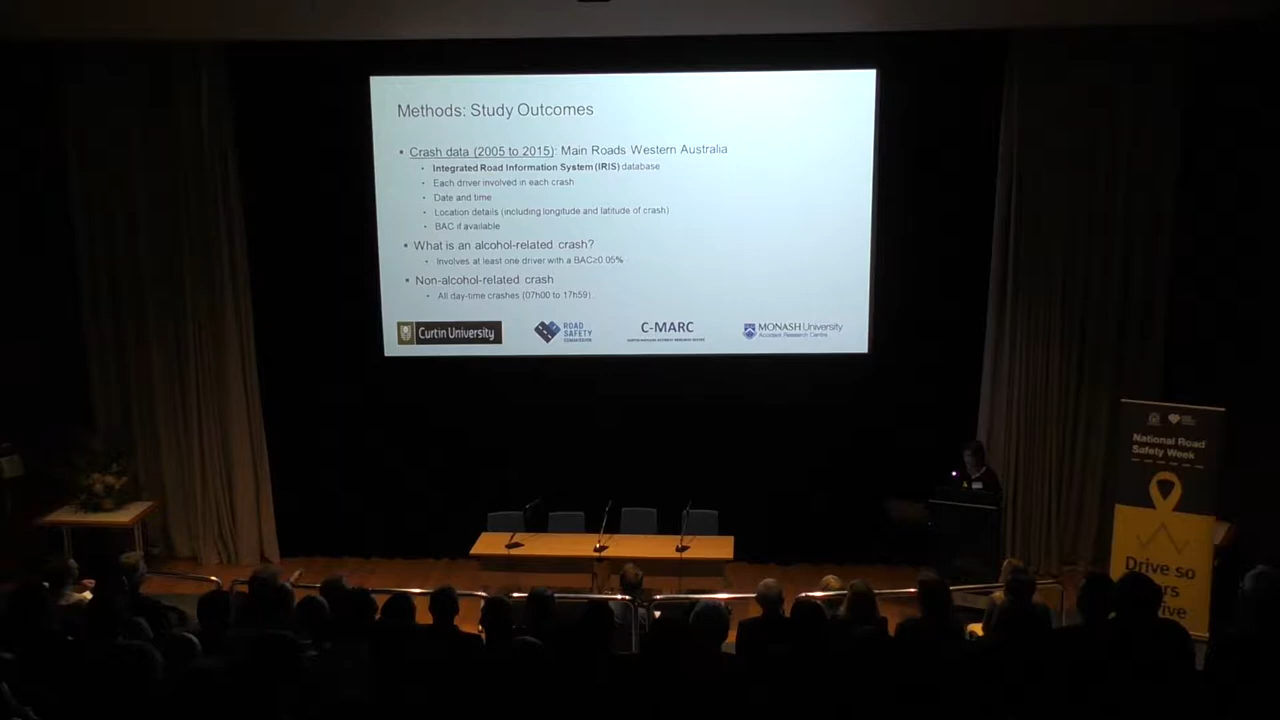 Methods: Study Outcomes
• Crash data (2005 to 2015): Main Roads Western Australia
• Integrated Road Information System (IRIS) database
• Each driver involved in each crash
• Date and time
• Location details (including longitude and latitude of crash)
• BAC if available
• What is an alcohol-related crash?
• Involves at least one driver with a BAC≥0.05%
• Non-alcohol-related crash
• All day-time crashes (07h00 to 17h59)
Curtin University
ROAD
SAFETY
COMMISSION
C-MARC
MONASH University
Accident Research Centre
National Road
Safety Week
Drive so